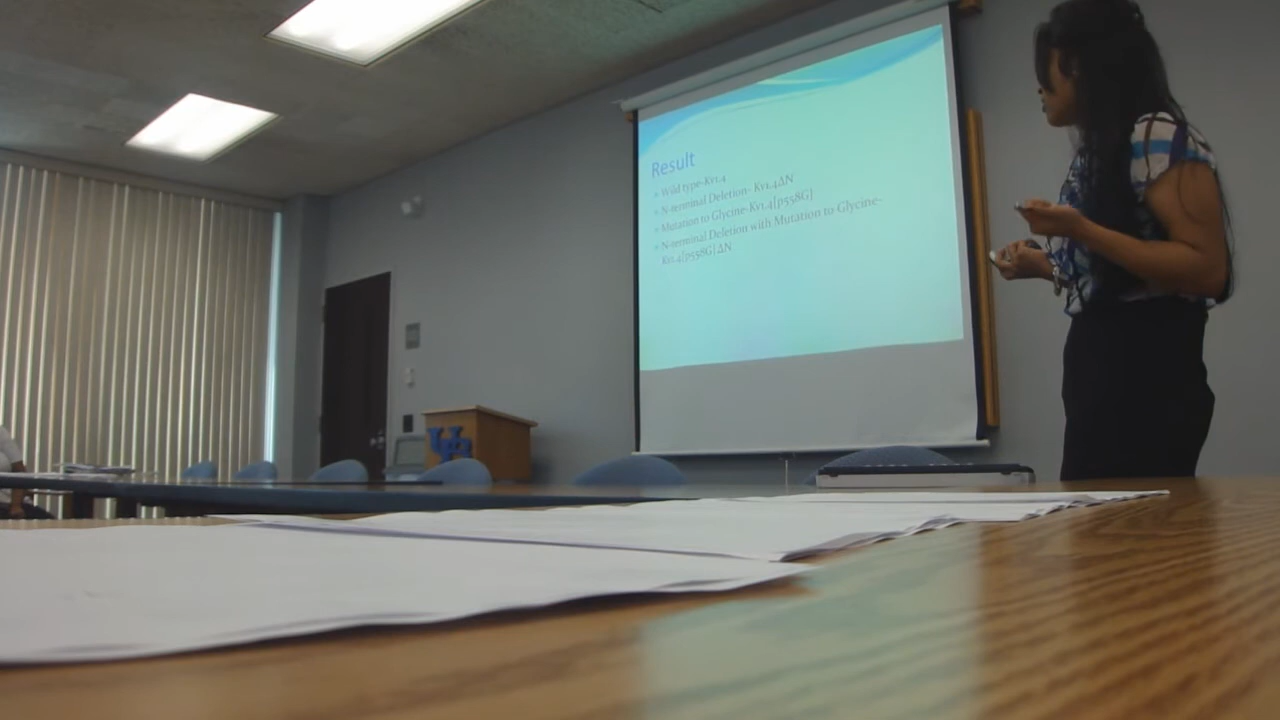 Result
Wild type-Kv1.4
N-terminal Deletion- Kv1.4ΔN
Mutation to Glycine-Kv1.4[p558G]
N-terminal Deletion with Mutation to Glycine-
Kv1.4[p558G]ΔN
UB